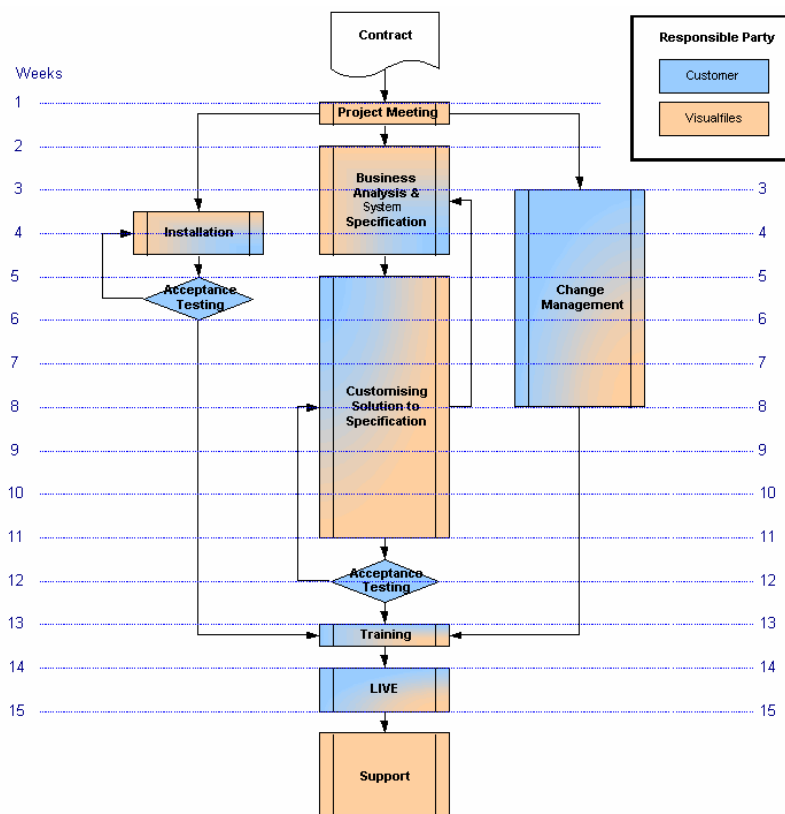 Contract
Responsible Party
Customer
Visualfiles
Weeks
1
Project Meeting
2
Business
Analysis &
System
Specification
3
3
Installation
4
4
5
5
Acceptance
Testing
Change
Management
6
6
7
7
Customising
Solution to
Specification
8
8
9
9
10
10
11
11
Acceptance
Testing
12
12
13
13
Training
14
14
LIVE
15
15
Support